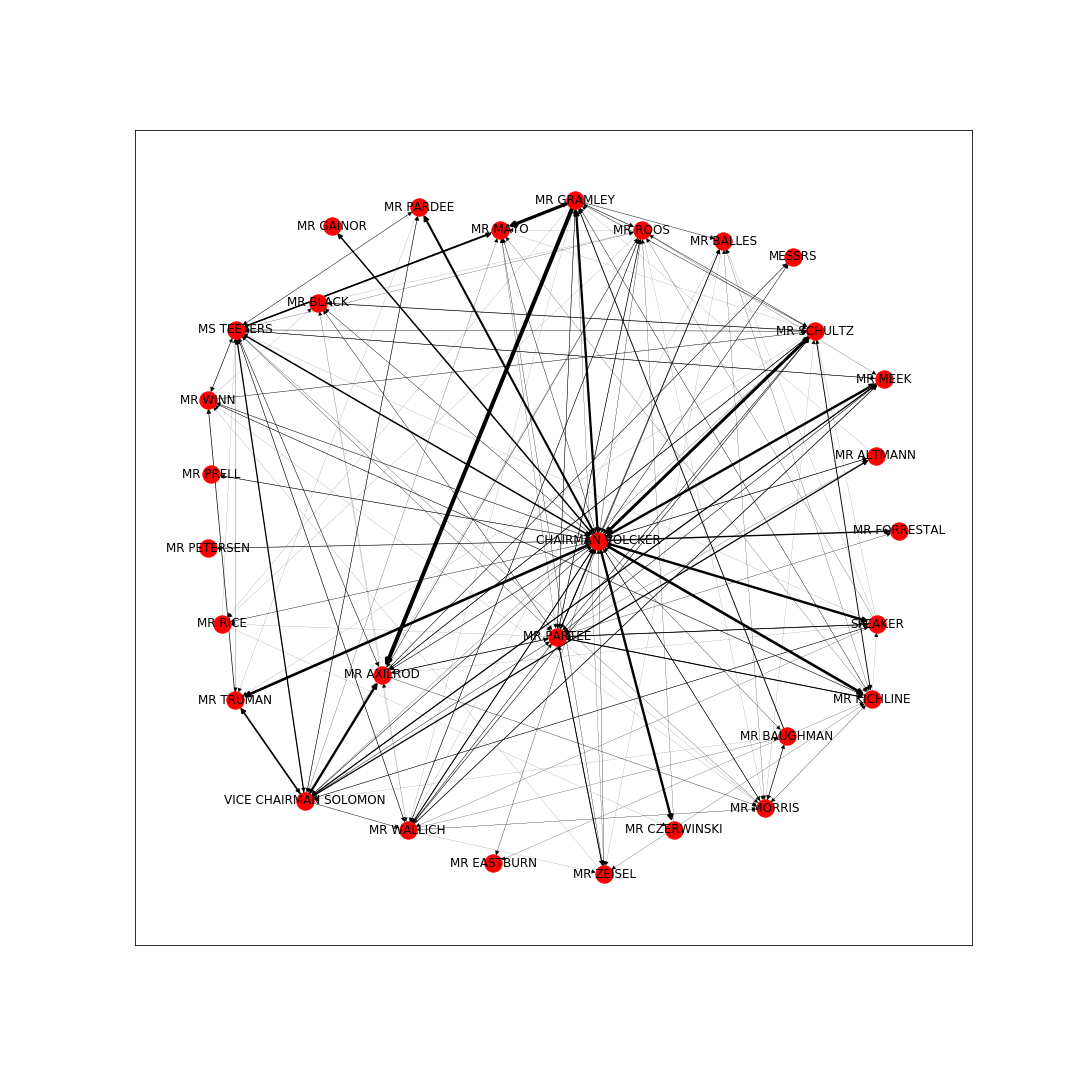 MR GRAMLEY
MR PARDEE
MR GAINOR
MR MAYO
MR ROOS
MR BALLES
MESSRS
MR BLACK
MS TEETERS
MR SCHULTZ
MR MEEK
MR WINN
MR ALTMANN
MR PRELL
MR FORRESTAL
CHAIRMAN VOLCKER
MR PETERSEN
MR RICE
SPEAKER
MR PARTEE
MR AXILROD
MR TRUMAN
MR KICHLINE
MR BAUGHMAN
VICE CHAIRMAN SOLOMON
MR MORRIS
MR WALLICH
MR CZERWINSKI
MR EASTBURN
MR ZEISEL